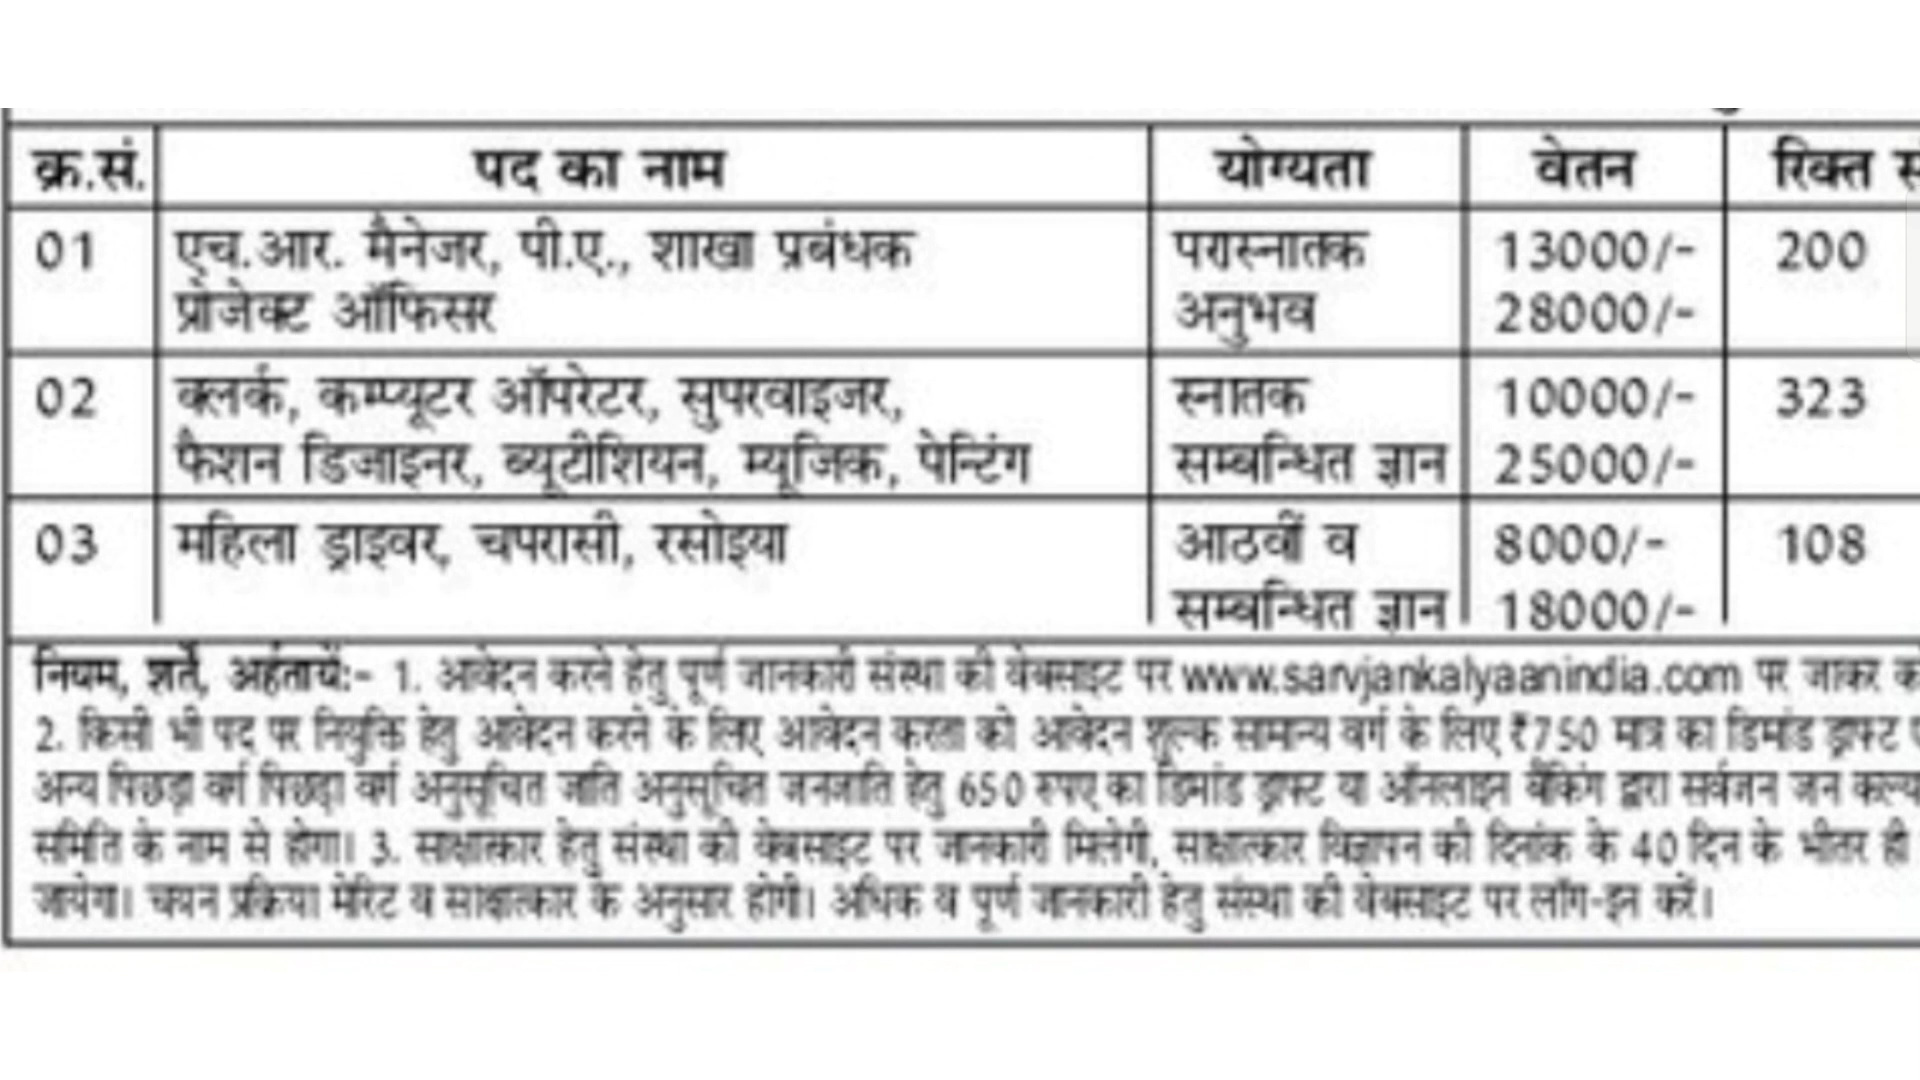 क्र.सं. पद का नाम योग्यता वेतन रिक्त
01 एच.आर. मैनेजर, पी.ए., शाखा प्रबंधक परास्नातक 13000/- 200
प्रोजेक्ट ऑफिसर अनुभव 28000/-
02 क्लर्क, कम्प्यूटर ऑपरेटर, सुपरवाइजर, स्नातक 10000/- 323
फैशन डिजाइनर, ब्यूटीशियन, म्यूजिक, पेन्टिंग सम्बन्धित ज्ञान 25000/-
03 महिला ड्राइवर, चपरासी, रसोइया आठवीं व 8000/- 108
सम्बन्धित ज्ञान 18000/-
नियम, शर्ते, अर्हतायें:- 1. आवेदन करने हेतु पूर्ण जानकारी संस्था की वेबसाइट पर www.sarvjankalyaanindia.com पर जाकर
2. किसी भी पद पर नियुक्ति हेतु आवेदन करने के लिए आवेदन करता को आवेदन शुल्क सामान्य वर्ग के लिए ₹750 मात्र का डिमांड ड्राफ्ट
अन्य पिछड़ा वर्ग पिछड़ा वर्ग अनुसूचित जाति अनुसूचित जनजाति हेतु 650 रुपए का डिमांड ड्राफ्ट या ऑनलाइन बैंकिंग द्वारा सर्वजन जन
समिति के नाम से होगा। 3. साक्षात्कार हेतु संस्था की वेबसाइट पर जानकारी मिलेगी, साक्षात्कार विज्ञापन की दिनांक के 40 दिन के भीतर ही
जायेगा। चयन प्रक्रिया मेरिट व साक्षात्कार के अनुसार होगी। अधिक व पूर्ण जानकारी हेतु संस्था की वेबसाइट पर लॉग-इन करें।